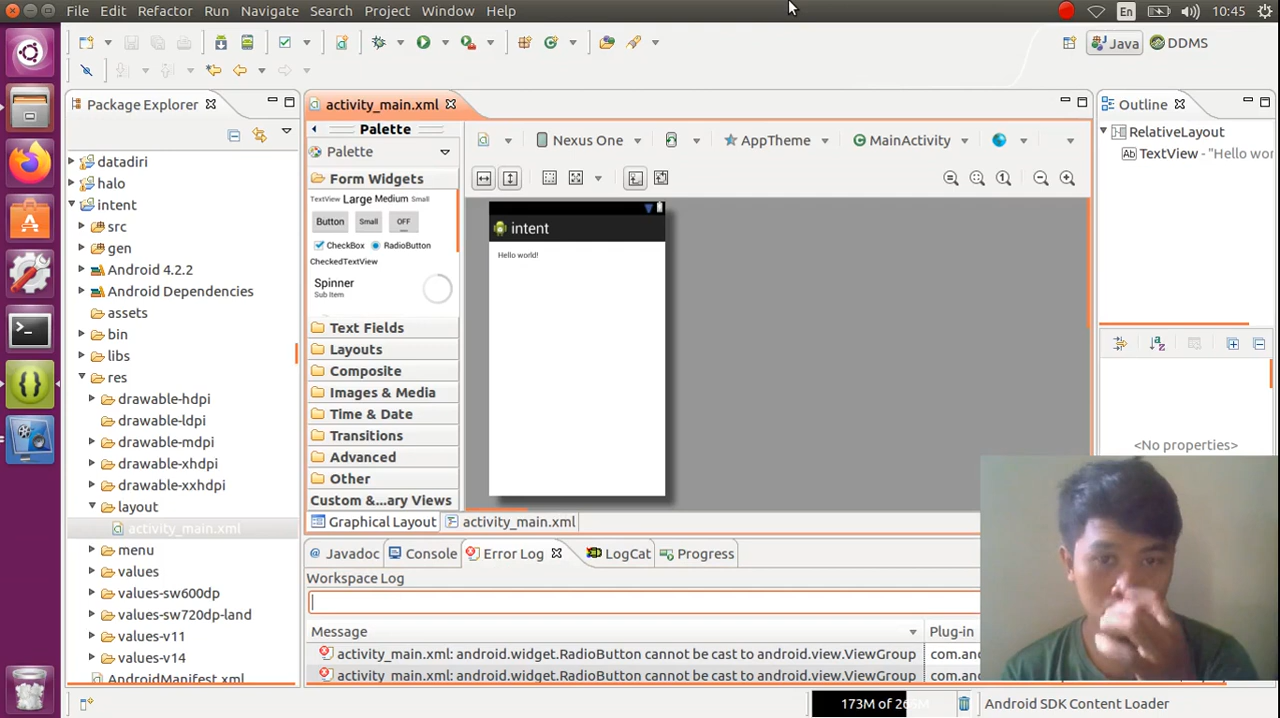 File Edit Refactor Run Navigate Search Project Window Help
En
10:45
Java
DDMS
Package Explorer
datadiri
halo
intent
src
gen
Android 4.2.2
Android Dependencies
assets
bin
libs
res
drawable-hdpi
drawable-ldpi
drawable-mdpi
drawable-xhdpi
drawable-xxhdpi
layout
activity_main.xml
menu
values
values-sw600dp
values-sw720dp-land
values-v11
values-v14
AndroidManifest.xml
activity_main.xml
Palette
Palette
Form Widgets
TextView Large Medium Small
Button Small OFF
CheckBox RadioButton
CheckedTextView
Spinner
Sub Item
Text Fields
Layouts
Composite
Images & Media
Time & Date
Transitions
Advanced
Other
Custom &...ary Views
Nexus One
AppTheme
MainActivity
intent
Hello world!
Graphical Layout
activity_main.xml
Outline
RelativeLayout
Ab TextView - "Hello wor
<No properties>
@ Javadoc
Console
Error Log
LogCat
Progress
Workspace Log
Message
Plug-in
activity_main.xml: android.widget.RadioButton cannot be cast to android.view.ViewGroup
com.an
activity_main.xml: android.widget.RadioButton cannot be cast to android.view.ViewGroup
com.an
Android SDK Content Loader